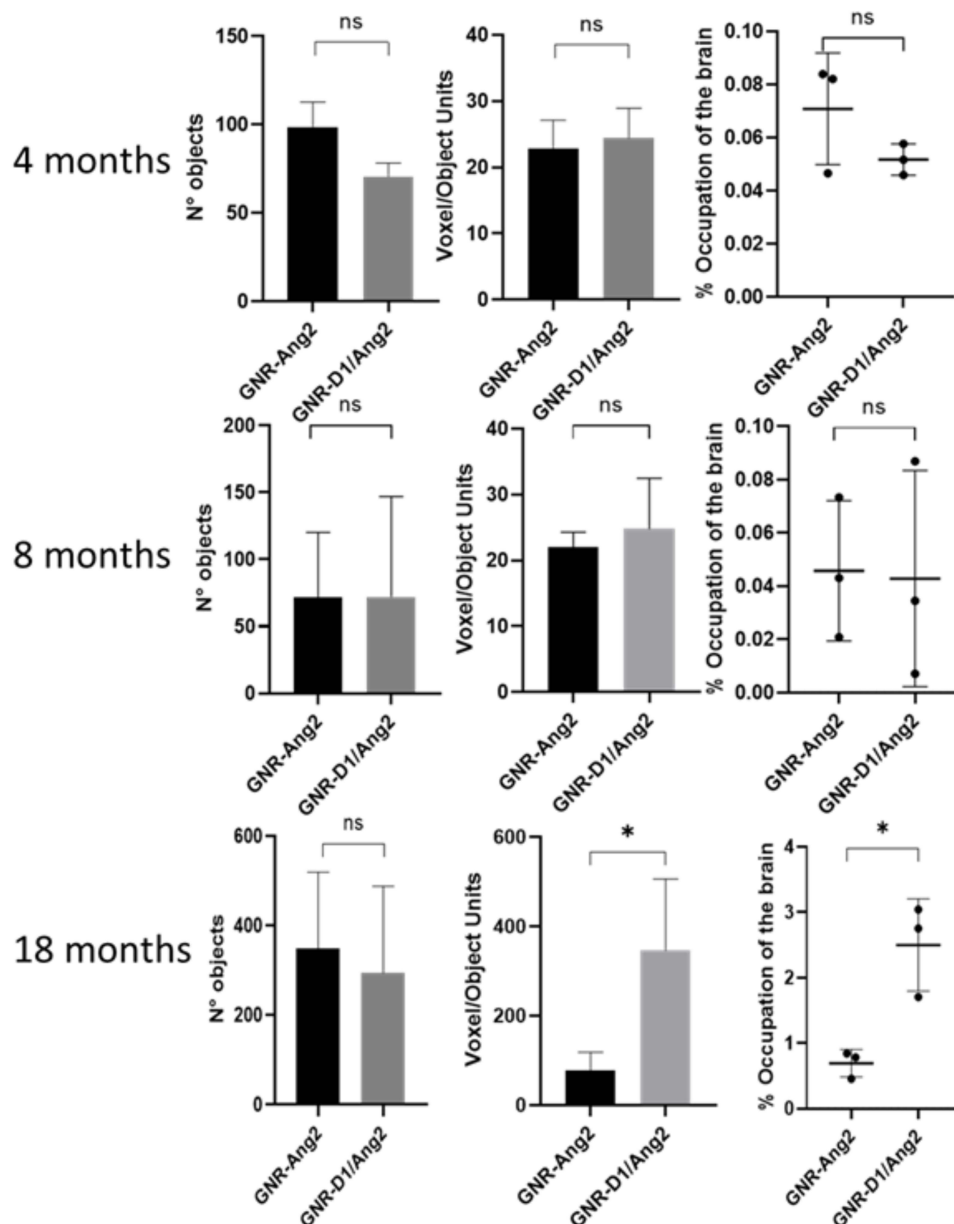 4 months
N° objects
150
100
50
0
ns
GNR-Ang2
GNR-D1/Ang2
Voxel/Object Units
40
30
20
10
0
ns
GNR-Ang2
GNR-D1/Ang2
% Occupation of the brain
0.10
0.08
0.06
0.04
0.02
0.00
ns
GNR-Ang2
GNR-D1/Ang2
8 months
N° objects
200
150
100
50
0
ns
GNR-Ang2
GNR-D1/Ang2
Voxel/Object Units
40
30
20
10
0
ns
GNR-Ang2
GNR-D1/Ang2
% Occupation of the brain
0.10
0.08
0.06
0.04
0.02
0.00
ns
GNR-Ang2
GNR-D1/Ang2
18 months
N° objects
600
400
200
0
ns
GNR-Ang2
GNR-D1/Ang2
Voxel/Object Units
600
400
200
0
*
GNR-Ang2
GNR-D1/Ang2
% Occupation of the brain
4
3
2
1
0
*
GNR-Ang2
GNR-D1/Ang2